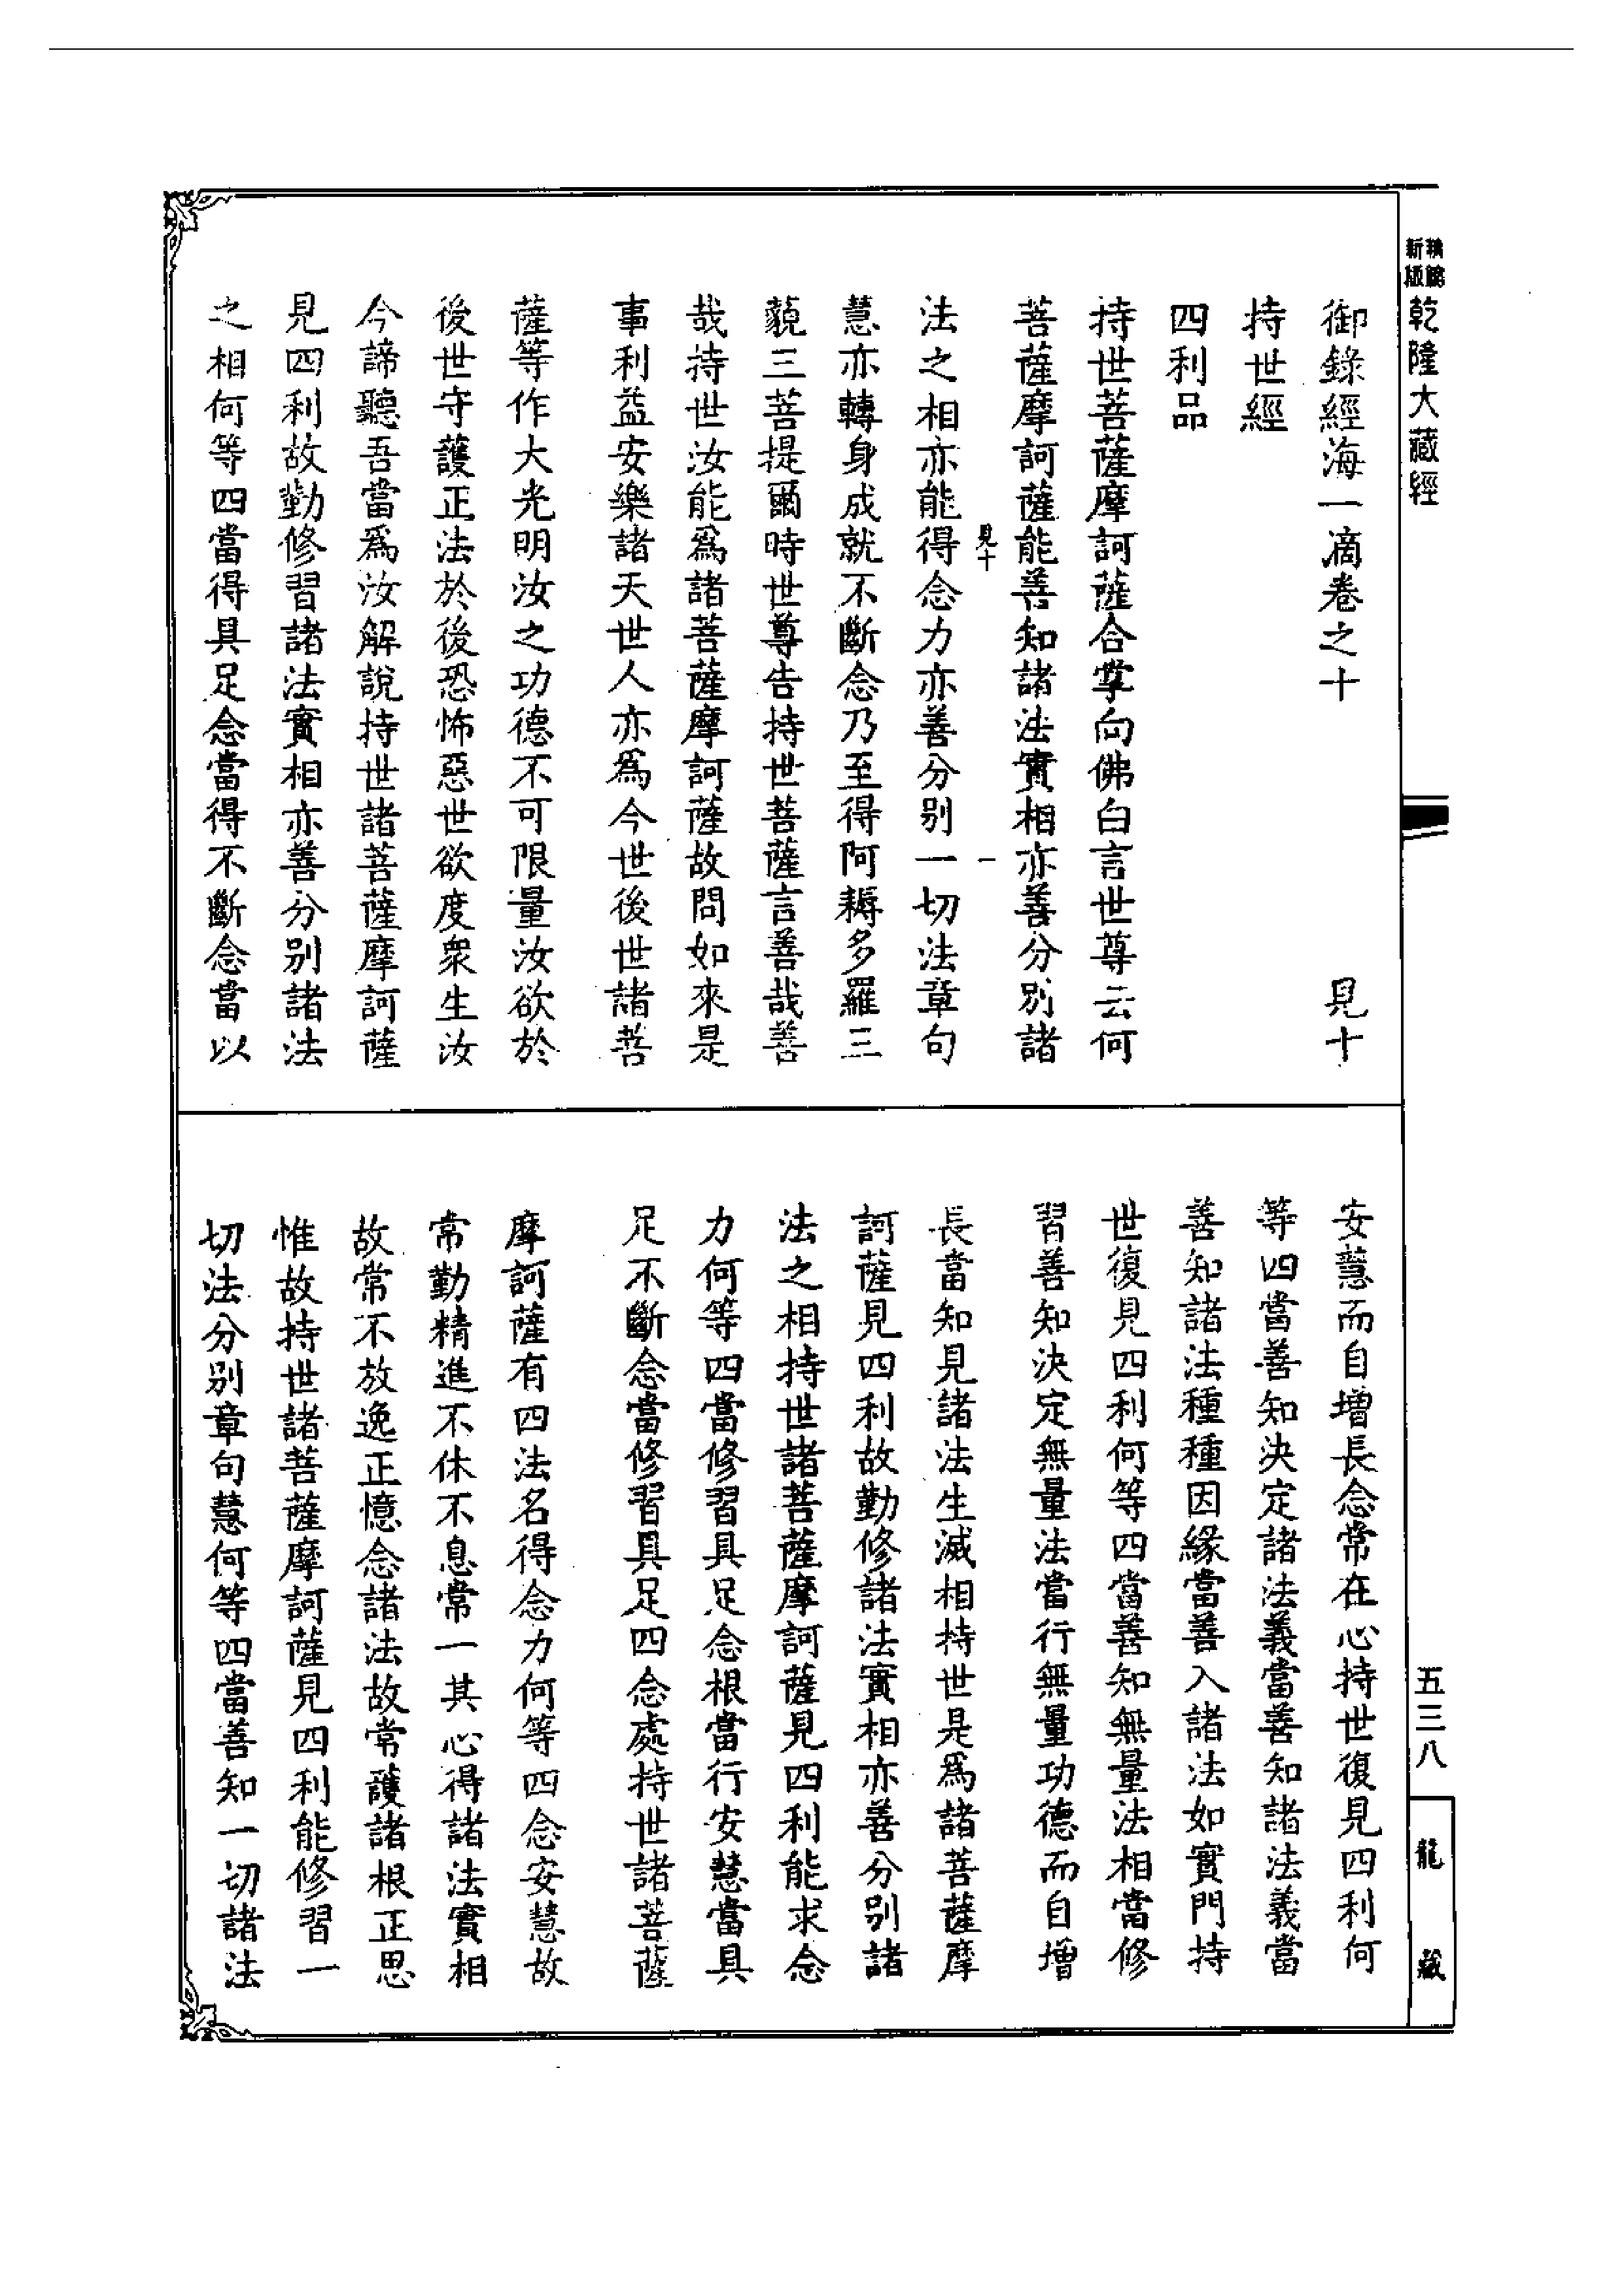 新版
精鵬
乾隆大藏經
御錄經海一滴卷之十　見十
持世經
四利品
持世菩薩摩訶薩合掌向佛白言世尊云何
菩薩摩訶薩能善知諸法實相亦善分別諸
見十　一
法之相亦能得念力亦善分別一切法章句
慧亦轉身成就不斷念乃至得阿耨多羅三
藐三菩提爾時世尊告持世菩薩言善哉善
哉持世汝能爲諸菩薩摩訶薩故問如來是
事利益安樂諸天世人亦爲今世後世諸菩
薩等作大光明汝之功德不可限量汝欲於
後世守護正法於後恐怖惡世欲度衆生汝
今諦聽吾當爲汝解說持世諸菩薩摩訶薩
見四利故勤修習諸法實相亦善分別諸法
之相何等四當得具足念當得不斷念當以
安慧而自增長念常在心持世復見四利何
等四當善知決定諸法義當善知諸法義當
善知諸法種種因緣當善入諸法如實門持
世復見四利何等四當善知無量法相當修
習善知決定無量法當行無量功德而自增
長當知見諸法生滅相持世是爲諸菩薩摩
訶薩見四利故勤修諸法實相亦善分別諸
法之相持世諸菩薩摩訶薩見四利能求念
力何等四當修習具足念根當行安慧當具
足不斷念當修習具足四念處持世諸菩薩
摩訶薩有四法名得念力何等四念安慧故
常勤精進不休不息常一其心得諸法實相
故常不放逸正憶念諸法故常護諸根正思
惟故持世諸菩薩摩訶薩見四利能修習一
切法分別章句慧何等四當善知一切諸法
五三八
龍藏